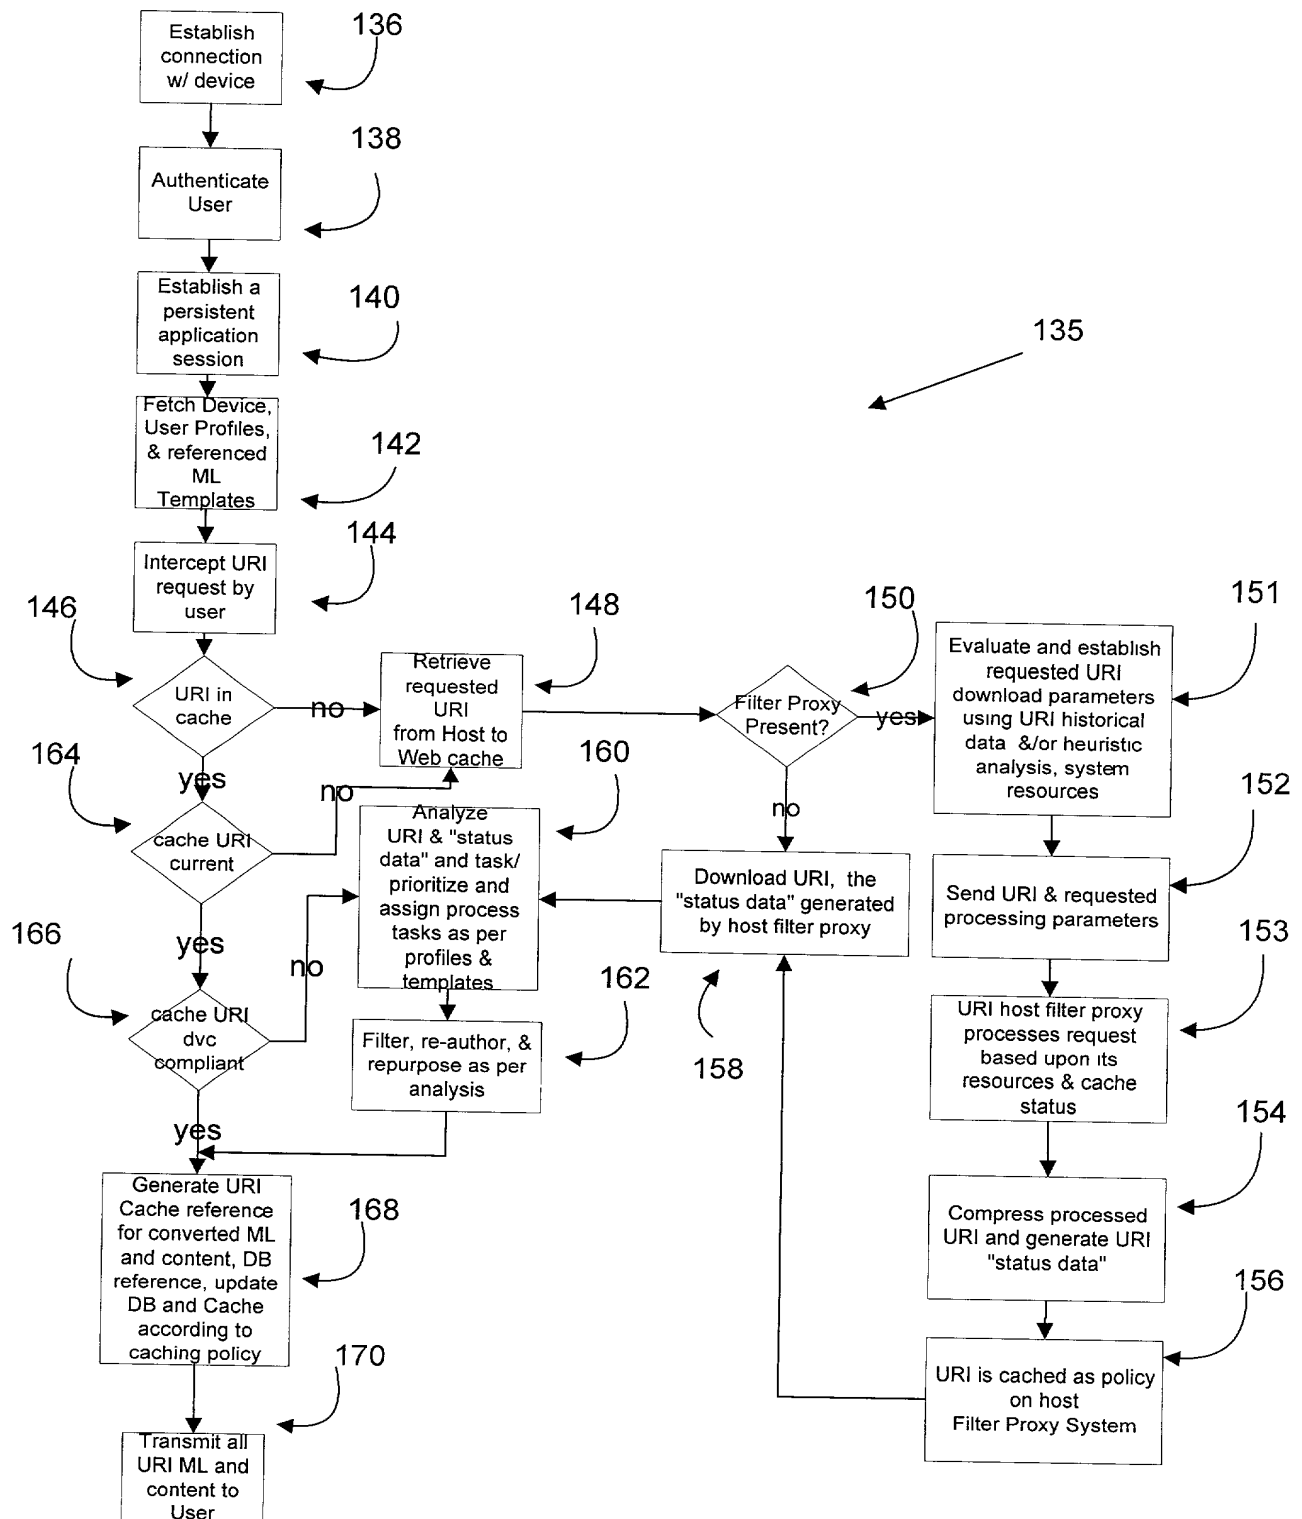 Establish
connection
w/ device
136
Authenticate
User
138
Establish a
persistent
application
session
140
135
Fetch Device,
User Profiles,
& referenced
ML
Templates
142
Intercept URI
request by
user
144
146
URI in
cache
no
yes
148
Retrieve
requested
URI
from Host to
Web cache
150
Filter Proxy
Present?
yes
no
151
Evaluate and establish
requested URI
download parameters
using URI historical
data &/or heuristic
analysis, system
resources
152
Send URI & requested
processing parameters
153
URI host filter proxy
processes request
based upon its
resources & cache
status
154
Compress processed
URI and generate URI
"status data"
156
URI is cached as policy
on host
Filter Proxy System
Download URI, the
"status data" generated
by host filter proxy
158
164
cache URI
current
no
yes
160
Analyze
URI & "status
data" and task/
prioritize and
assign process
tasks as per
profiles &
templates
166
cache URI
dvc
compliant
no
yes
162
Filter, re-author, &
repurpose as per
analysis
168
Generate URI
Cache reference
for converted ML
and content, DB
reference, update
DB and Cache
according to
caching policy
170
Transmit all
URI ML and
content to
User